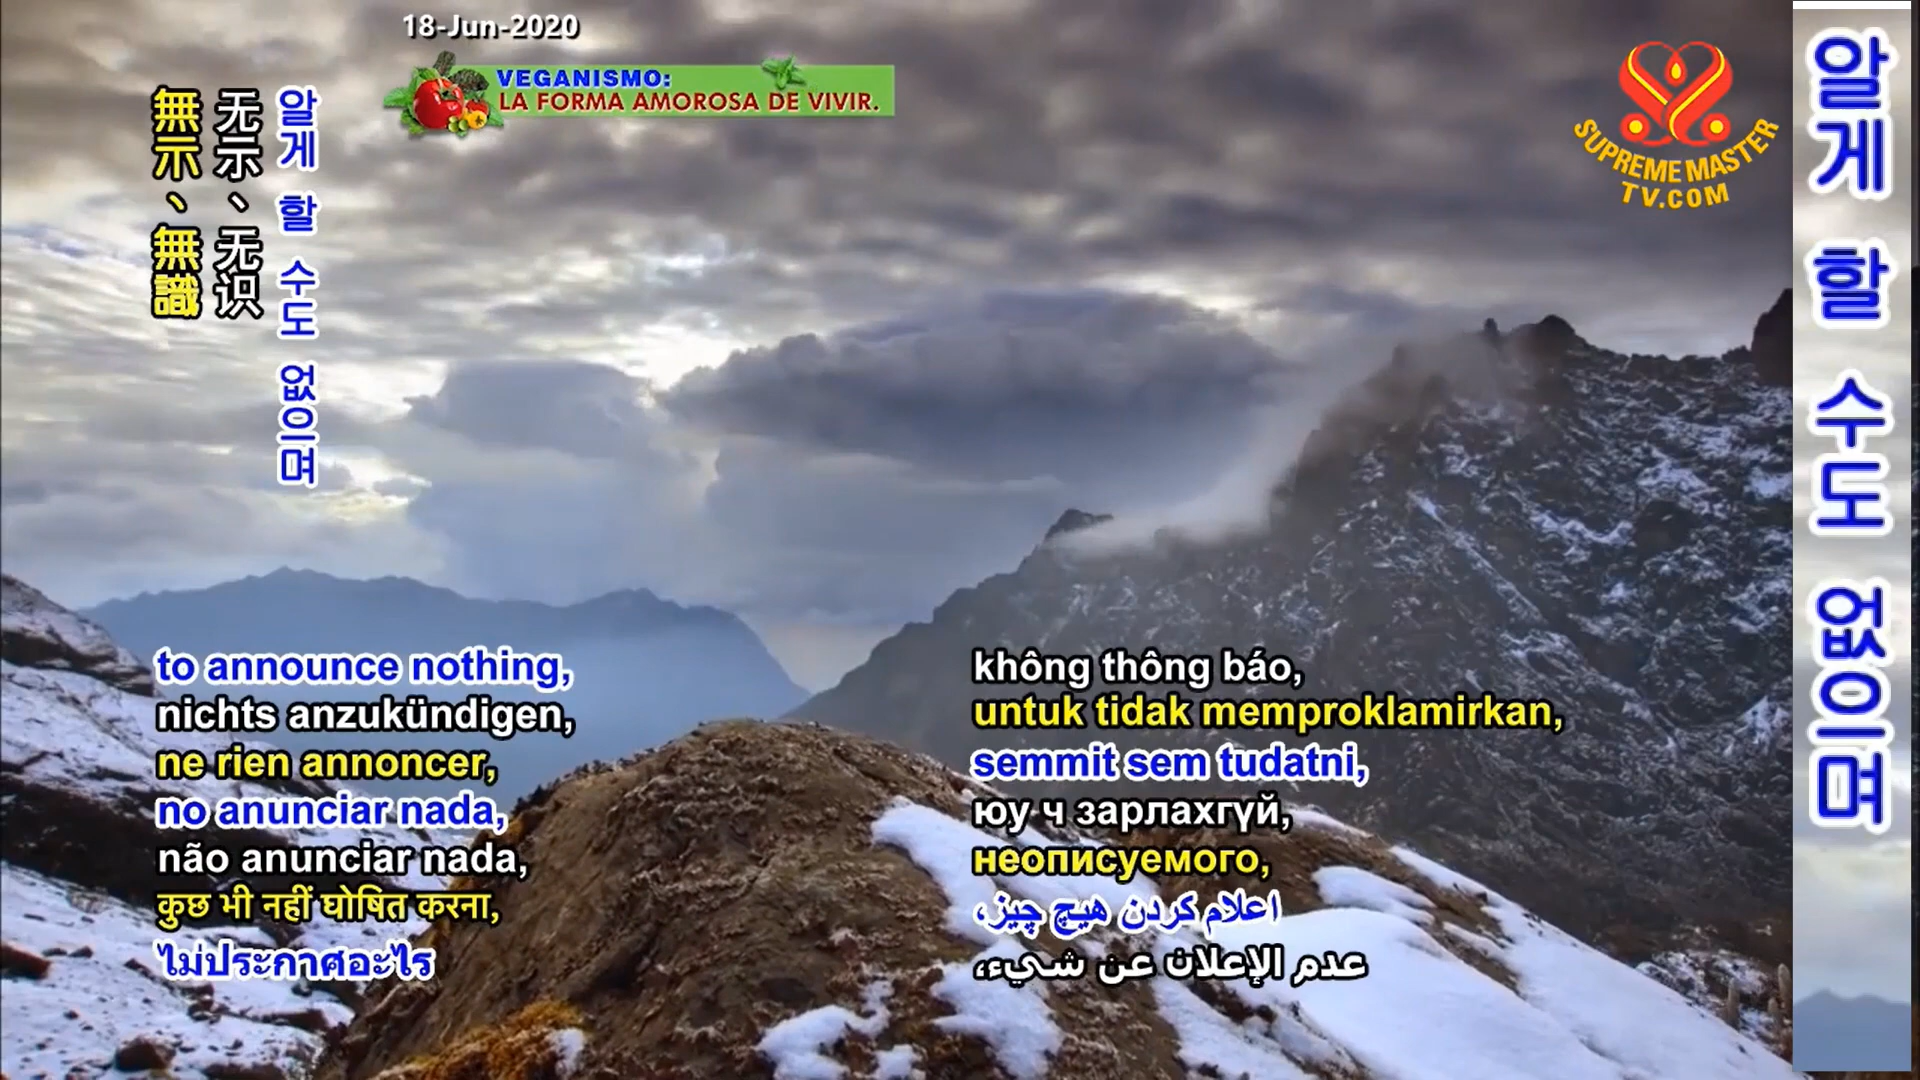 18-Jun-2020
VEGANISMO:
LA FORMA AMOROSA DE VIVIR.
SUPREME MASTER
TV.COM
알게 할 수도 없으며
无示、无识
無示、無識
알게 할 수도 없으며
to announce nothing,
nichts anzukündigen,
ne rien annoncer,
no anunciar nada,
não anunciar nada,
कुछ भी नहीं घोषित करना,
ไม่ประกาศอะไร
không thông báo,
untuk tidak memproklamirkan,
semmit sem tudatni,
юу ч зарлахгүй,
неописуемого,
اعلام کردن هیچ چیز،
عدم الإعلان عن شيء،